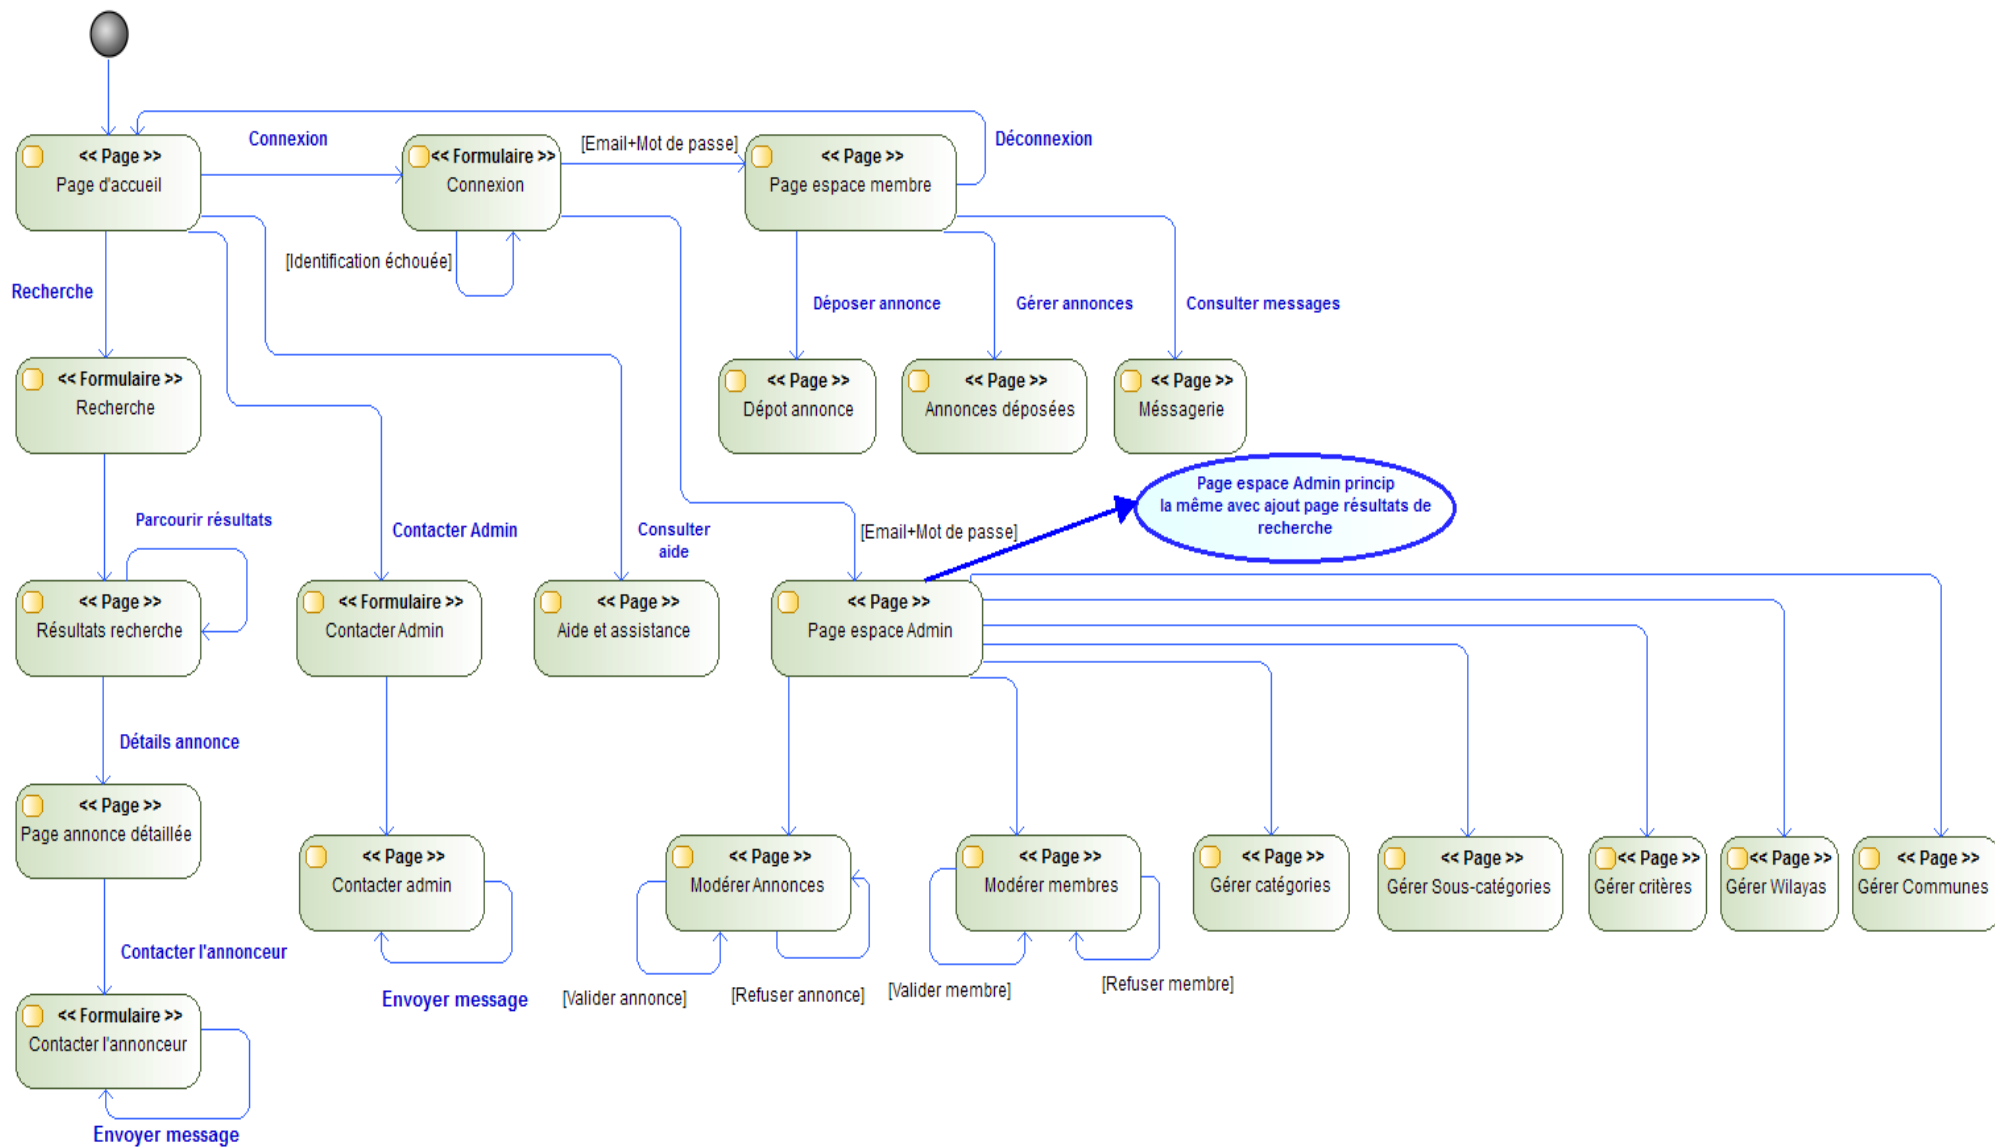 Connexion
[Email+Mot de passe]
Déconnexion
<< Page >>
Page d'accueil
<< Formulaire >>
Connexion
<< Page >>
Page espace membre
[Identification échouée]
Recherche
Déposer annonce
Gérer annonces
Consulter messages
<< Formulaire >>
Recherche
<< Page >>
Dépot annonce
<< Page >>
Annonces déposées
<< Page >>
Méssagerie
Page espace Admin princip
la même avec ajout page résultats de
recherche
Parcourir résultats
Contacter Admin
Consulter
aide
[Email+Mot de passe]
<< Page >>
Résultats recherche
<< Formulaire >>
Contacter Admin
<< Page >>
Aide et assistance
<< Page >>
Page espace Admin
Détails annonce
<< Page >>
Page annonce détaillée
<< Page >>
Contacter admin
<< Page >>
Modérer Annonces
<< Page >>
Modérer membres
<< Page >>
Gérer catégories
<< Page >>
Gérer Sous-catégories
<< Page >>
Gérer critères
<< Page >>
Gérer Wilayas
<< Page >>
Gérer Communes
Contacter l'annonceur
Envoyer message
[Valider annonce]
[Refuser annonce]
[Valider membre]
[Refuser membre]
<< Formulaire >>
Contacter l'annonceur
Envoyer message